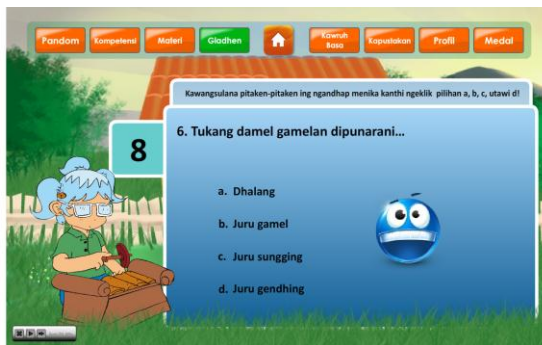 Pandom
Kompetensi
Materi
Gladhen
Kawruh
Basa
Kapustakan
Profil
Medal
Kawangsulana pitaken-pitaken ing ngandhap menika kanthi ngeklik pilihan a, b, c, utawi d!
8
6. Tukang damel gamelan dipunarani...
a. Dhalang
b. Juru gamel
c. Juru sungging
d. Juru gendhing